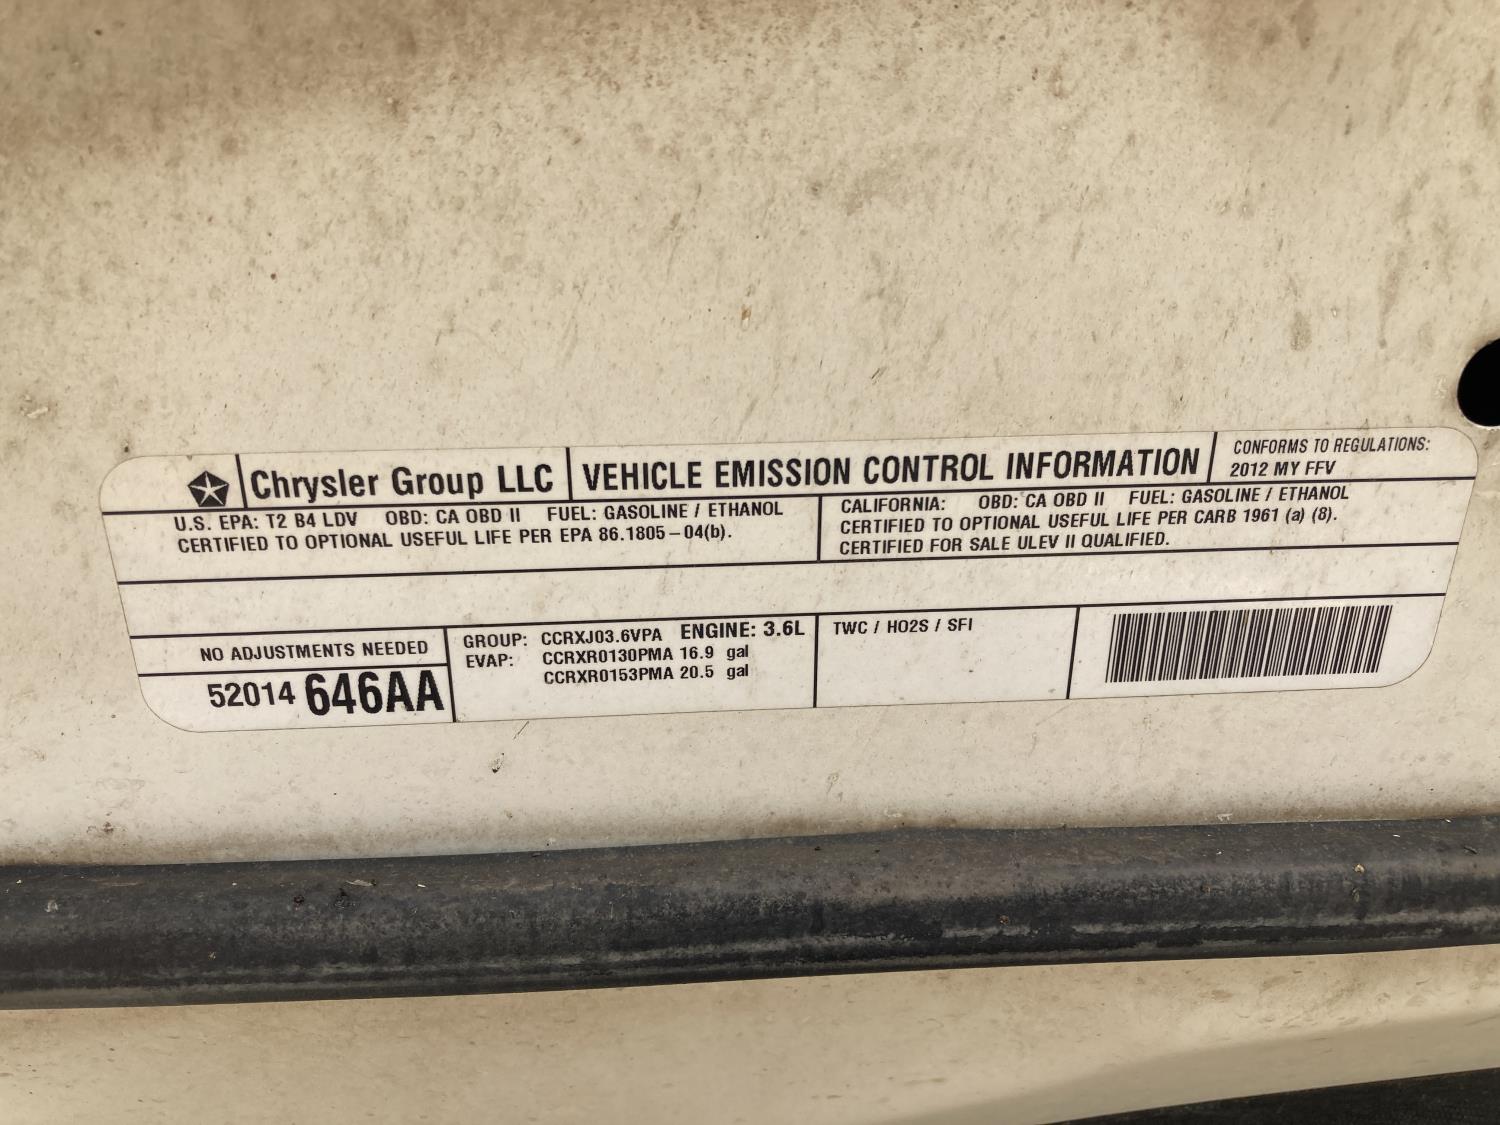 Chrysler Group LLC VEHICLE EMISSION CONTROL INFORMATION
CONFORMS TO REGULATIONS:
2012 MY FFV
U.S. EPA: T2 B4 LDV OBD: CA OBD II FUEL: GASOLINE / ETHANOL
CERTIFIED TO OPTIONAL USEFUL LIFE PER EPA 86.1805-04(b).
CALIFORNIA: OBD: CA OBD II FUEL: GASOLINE / ETHANOL
CERTIFIED TO OPTIONAL USEFUL LIFE PER CARB 1961 (a) (8).
CERTIFIED FOR SALE ULEV II QUALIFIED.
NO ADJUSTMENTS NEEDED
52014 646AA
GROUP: CCRXJ03.6VPA ENGINE: 3.6L
EVAP: CCRXR0130PMA 16.9 gal
CCRXR0153PMA 20.5 gal
TWC / HO2S / SFI